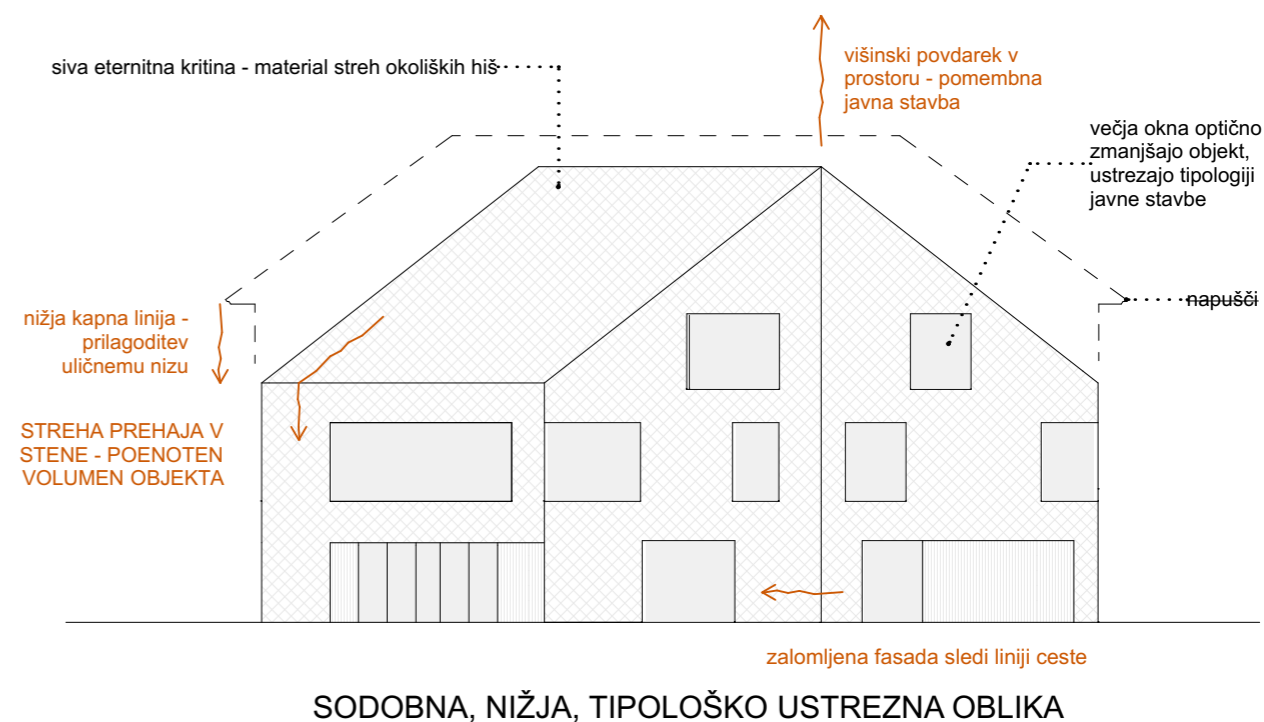 siva eternitna kritina - material streh okoliških hiš
višinski povdarek v
prostoru - pomembna
javna stavba
večja okna optično
zmanjšajo objekt,
ustrezajo tipologiji
javne stavbe
napušči
nižja kapna linija -
prilagoditev
uličnemu nizu
STREHA PREHAJA V
STENE - POENOTEN
VOLUMEN OBJEKTA
zalomljena fasada sledi liniji ceste
SODOBNA, NIŽJA, TIPOLOŠKO USTREZNA OBLIKA